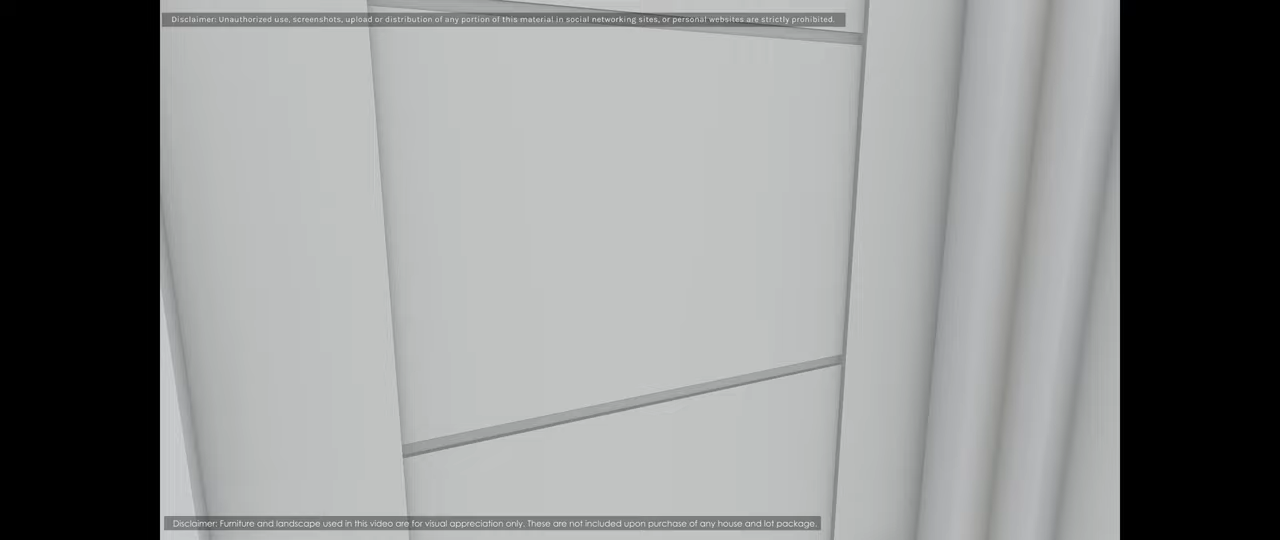 Disclaimer: Unauthorized use, screenshots, upload or distribution of any portion of this material in social networking sites, or personal websites are strictly prohibited.
Disclaimer: Furniture and landscape used in this video are for visual appreciation only. These are not included upon purchase of any house and lot package.